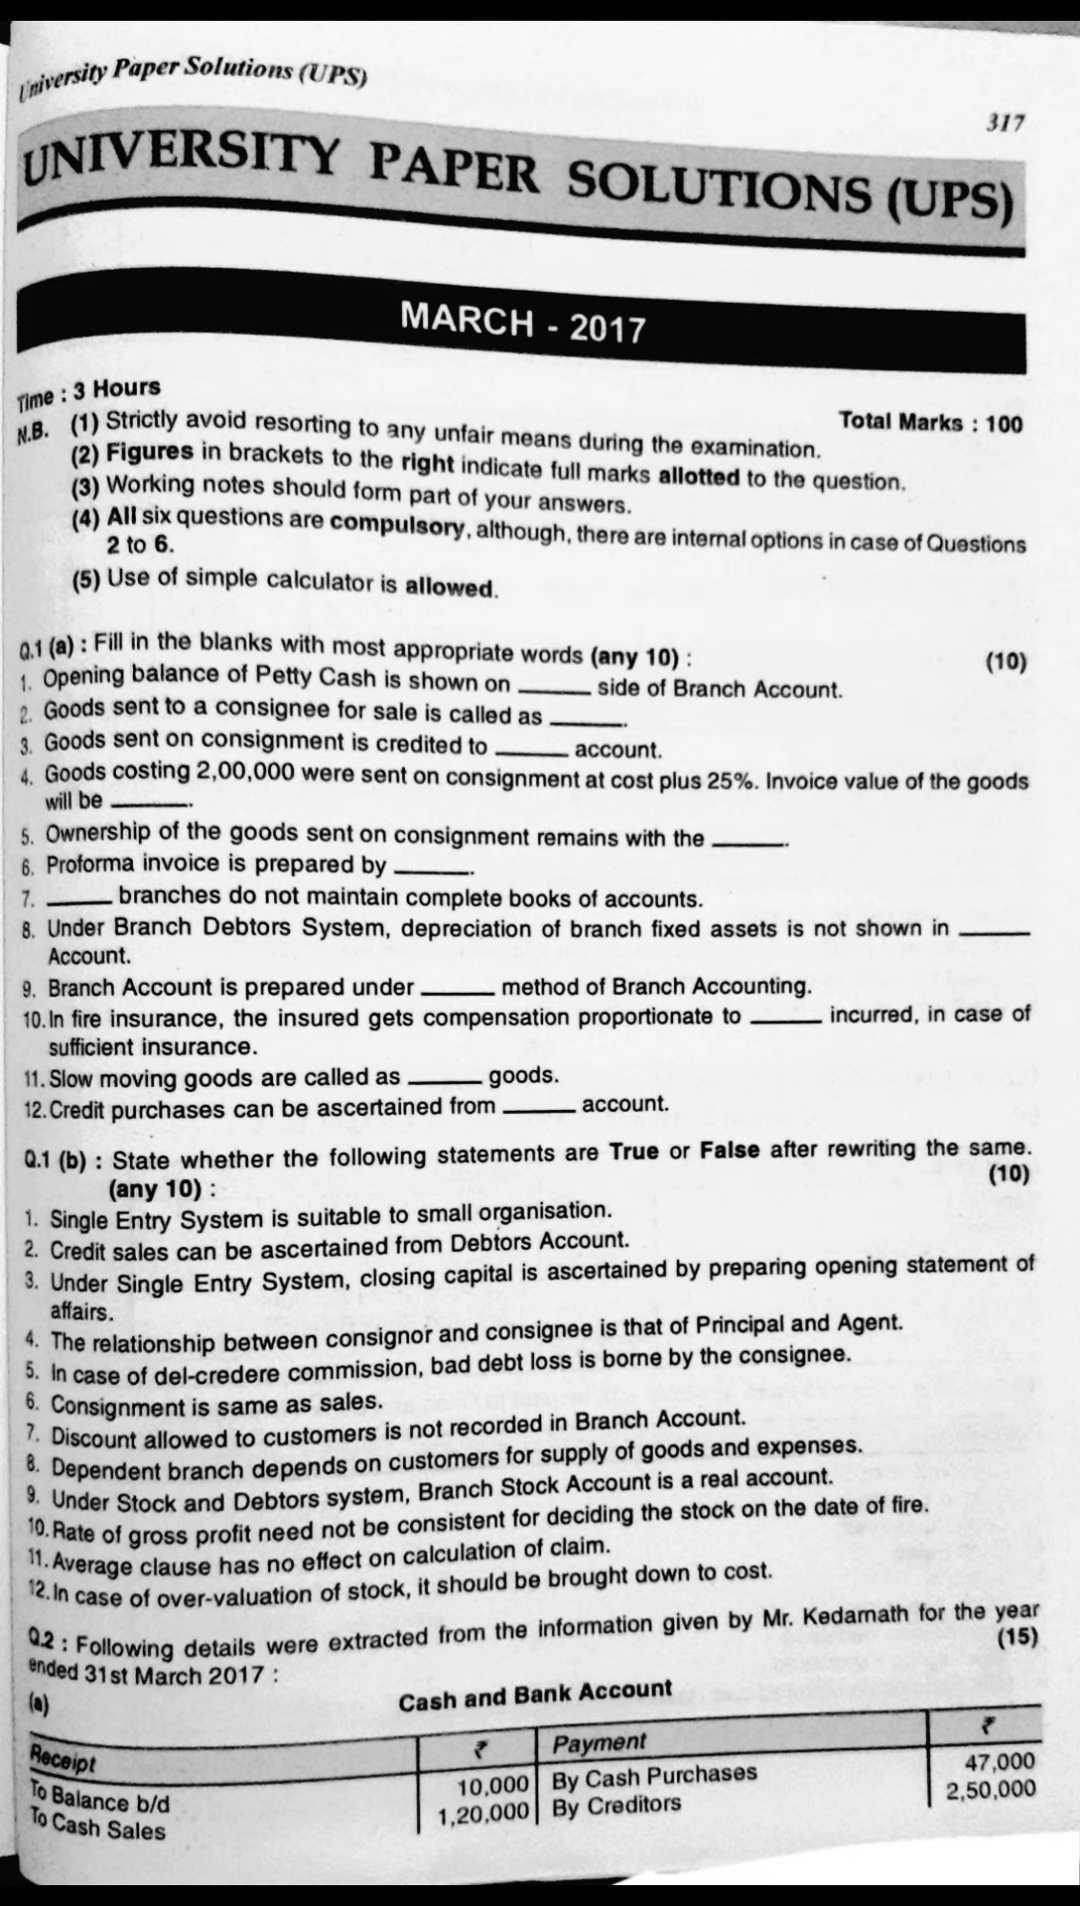 University Paper Solutions (UPS)
317
UNIVERSITY PAPER SOLUTIONS (UPS)
MARCH - 2017
Time : 3 Hours
Total Marks : 100
N.B. (1) Strictly avoid resorting to any unfair means during the examination.
(2) Figures in brackets to the right indicate full marks allotted to the question.
(3) Working notes should form part of your answers.
(4) All six questions are compulsory, although, there are internal options in case of Questions
2 to 6.
(5) Use of simple calculator is allowed.
Q.1 (a) : Fill in the blanks with most appropriate words (any 10) : (10)
1. Opening balance of Petty Cash is shown on ______ side of Branch Account.
2. Goods sent to a consignee for sale is called as ______.
3. Goods sent on consignment is credited to ______ account.
4. Goods costing 2,00,000 were sent on consignment at cost plus 25%. Invoice value of the goods
will be ______.
5. Ownership of the goods sent on consignment remains with the ______.
6. Proforma invoice is prepared by ______.
7. ______ branches do not maintain complete books of accounts.
8. Under Branch Debtors System, depreciation of branch fixed assets is not shown in ______
Account.
9. Branch Account is prepared under ______ method of Branch Accounting.
10. In fire insurance, the insured gets compensation proportionate to ______ incurred, in case of
sufficient insurance.
11. Slow moving goods are called as ______ goods.
12. Credit purchases can be ascertained from ______ account.
Q.1 (b) : State whether the following statements are True or False after rewriting the same.
(any 10) : (10)
1. Single Entry System is suitable to small organisation.
2. Credit sales can be ascertained from Debtors Account.
3. Under Single Entry System, closing capital is ascertained by preparing opening statement of
affairs.
4. The relationship between consignor and consignee is that of Principal and Agent.
5. In case of del-credere commission, bad debt loss is borne by the consignee.
6. Consignment is same as sales.
7. Discount allowed to customers is not recorded in Branch Account.
8. Dependent branch depends on customers for supply of goods and expenses.
9. Under Stock and Debtors system, Branch Stock Account is a real account.
10. Rate of gross profit need not be consistent for deciding the stock on the date of fire.
11. Average clause has no effect on calculation of claim.
12. In case of over-valuation of stock, it should be brought down to cost.
Q.2 : Following details were extracted from the information given by Mr. Kedarnath for the year
ended 31st March 2017 : (15)
(a) Cash and Bank Account
Receipt ₹ Payment ₹
To Balance b/d 10,000 By Cash Purchases 47,000
To Cash Sales 1,20,000 By Creditors 2,50,000